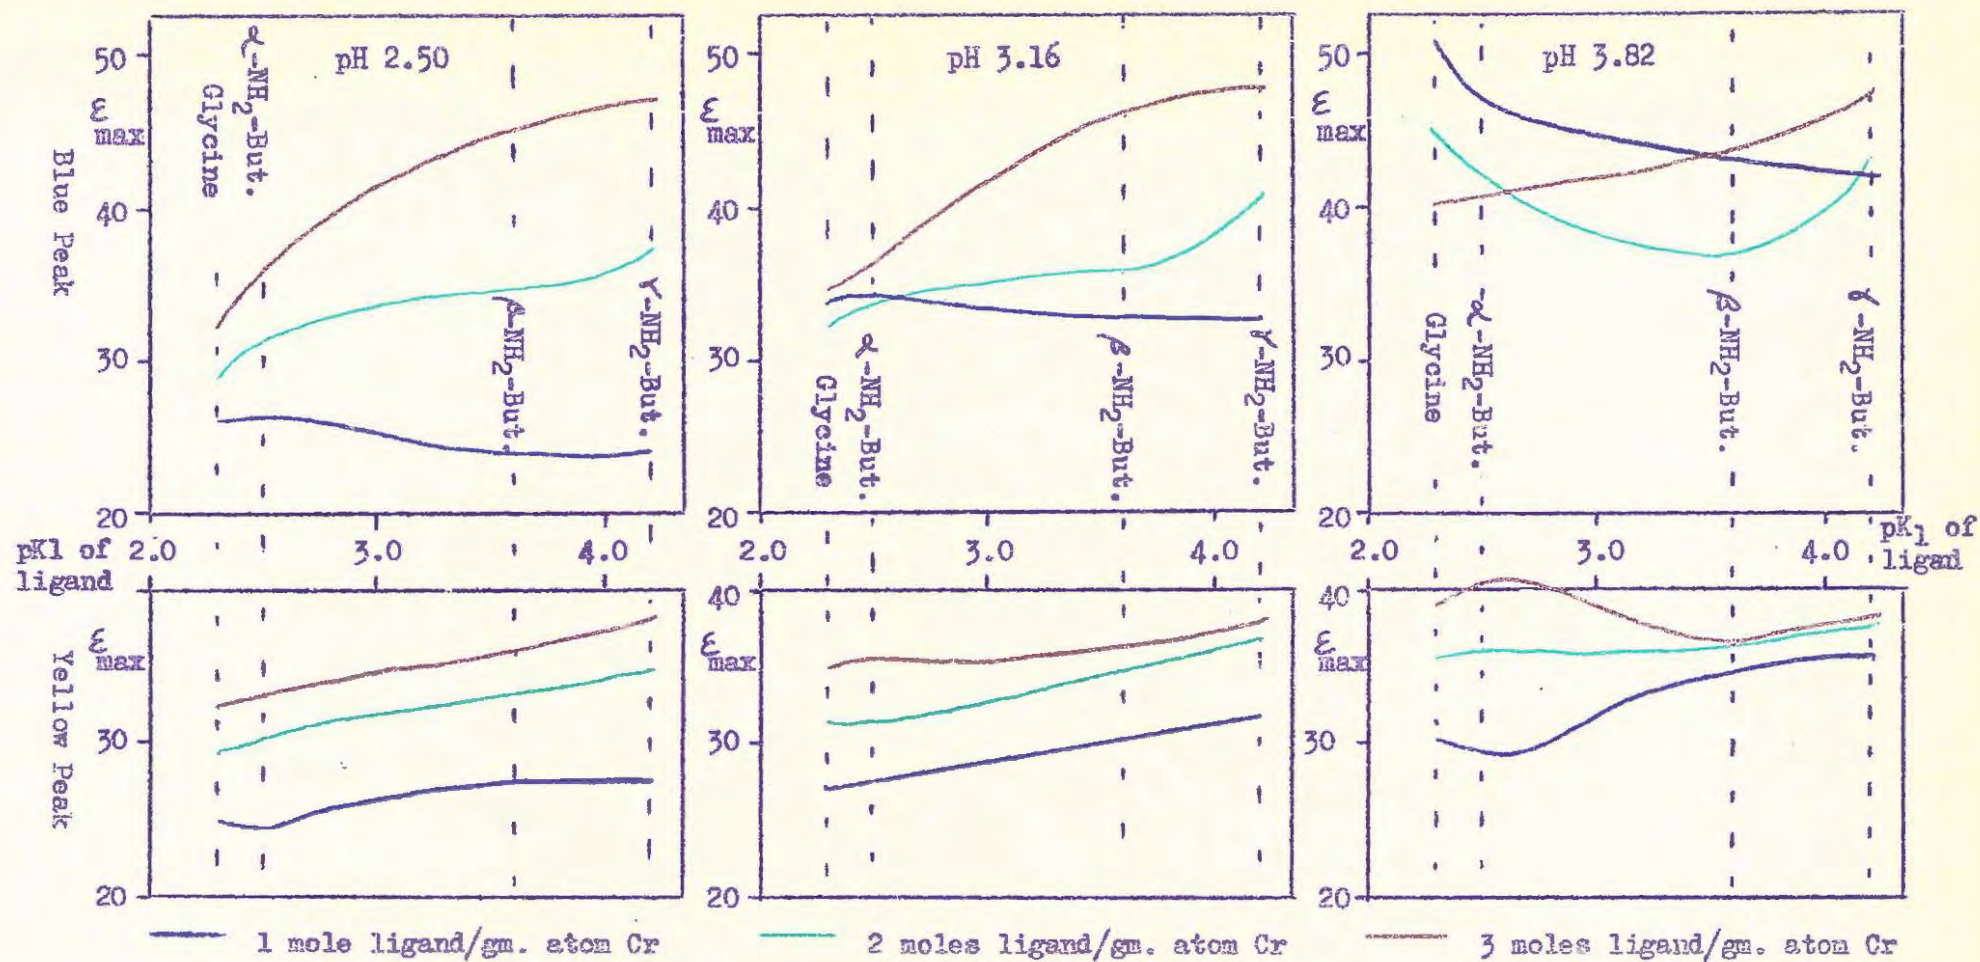 pH 2.50
50
40
30
20
ε max
Blue Peak
Glycine
α-NH2-But.
β-NH2-But.
γ-NH2-But.
pH 3.16
50
40
30
20
ε max
Glycine
α-NH2-But.
β-NH2-But.
γ-NH2-But.
pH 3.82
50
40
30
20
ε max
Glycine
-α-NH2-But.
β-NH2-But.
γ-NH2-But.
pK1 of
ligand
2.0 3.0 4.0
2.0 3.0 4.0
2.0 3.0 4.0
pK1 of
ligand
Yellow Peak
ε max
30
20
40
ε max
30
20
40
ε max
30
20
1 mole ligand/gm. atom Cr
2 moles ligand/gm. atom Cr
3 moles ligand/gm. atom Cr